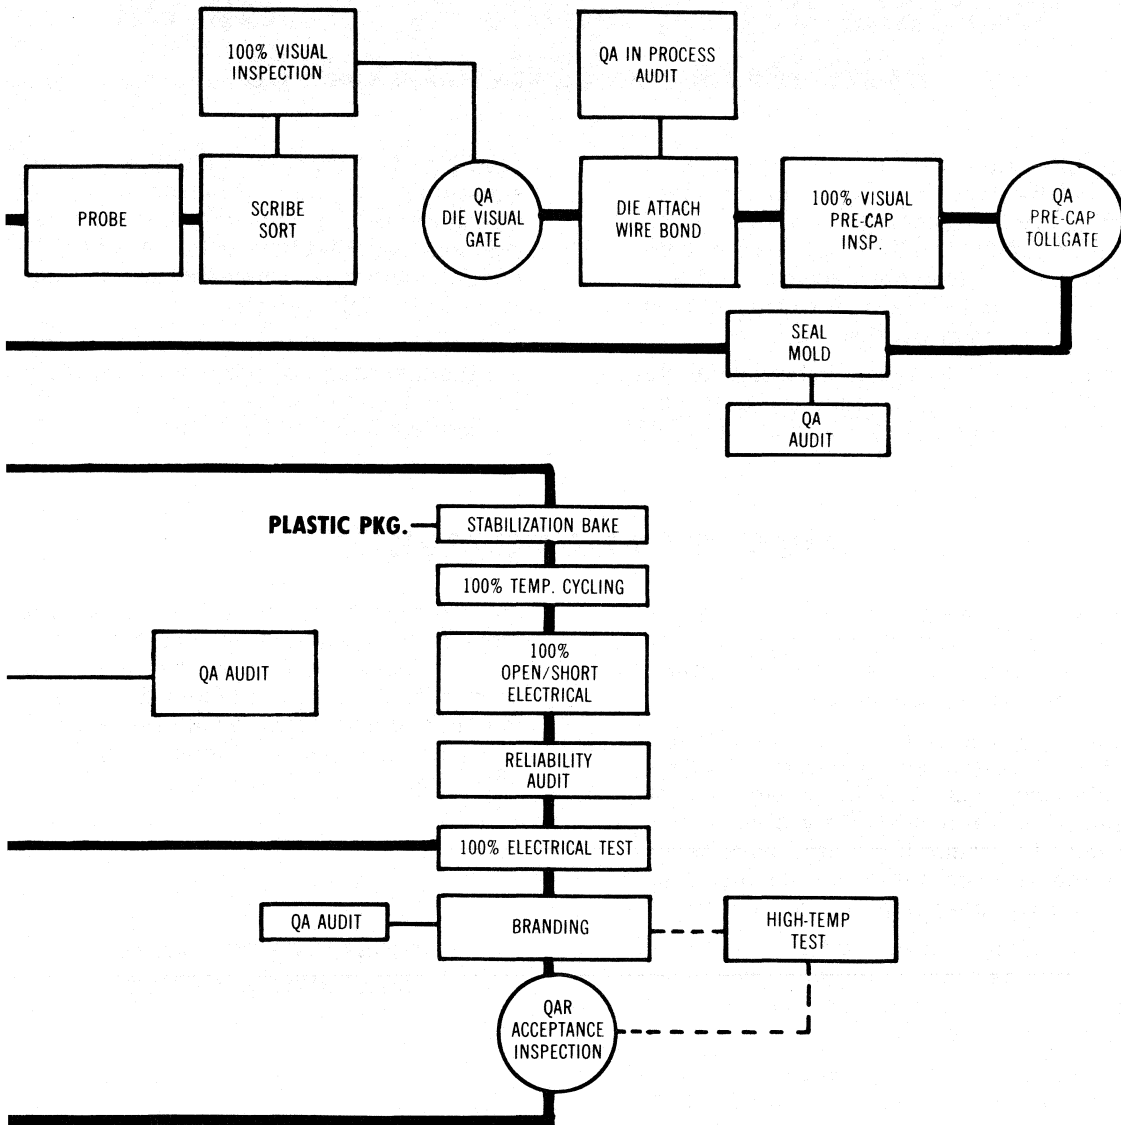 100% VISUAL
INSPECTION
QA IN PROCESS
AUDIT
PROBE
SCRIBE
SORT
QA
DIE VISUAL
GATE
DIE ATTACH
WIRE BOND
100% VISUAL
PRE-CAP
INSP.
QA
PRE-CAP
TOLLGATE
SEAL
MOLD
QA
AUDIT
PLASTIC PKG.
STABILIZATION BAKE
100% TEMP. CYCLING
QA AUDIT
100%
OPEN/SHORT
ELECTRICAL
RELIABILITY
AUDIT
100% ELECTRICAL TEST
QA AUDIT
BRANDING
HIGH-TEMP
TEST
QAR
ACCEPTANCE
INSPECTION